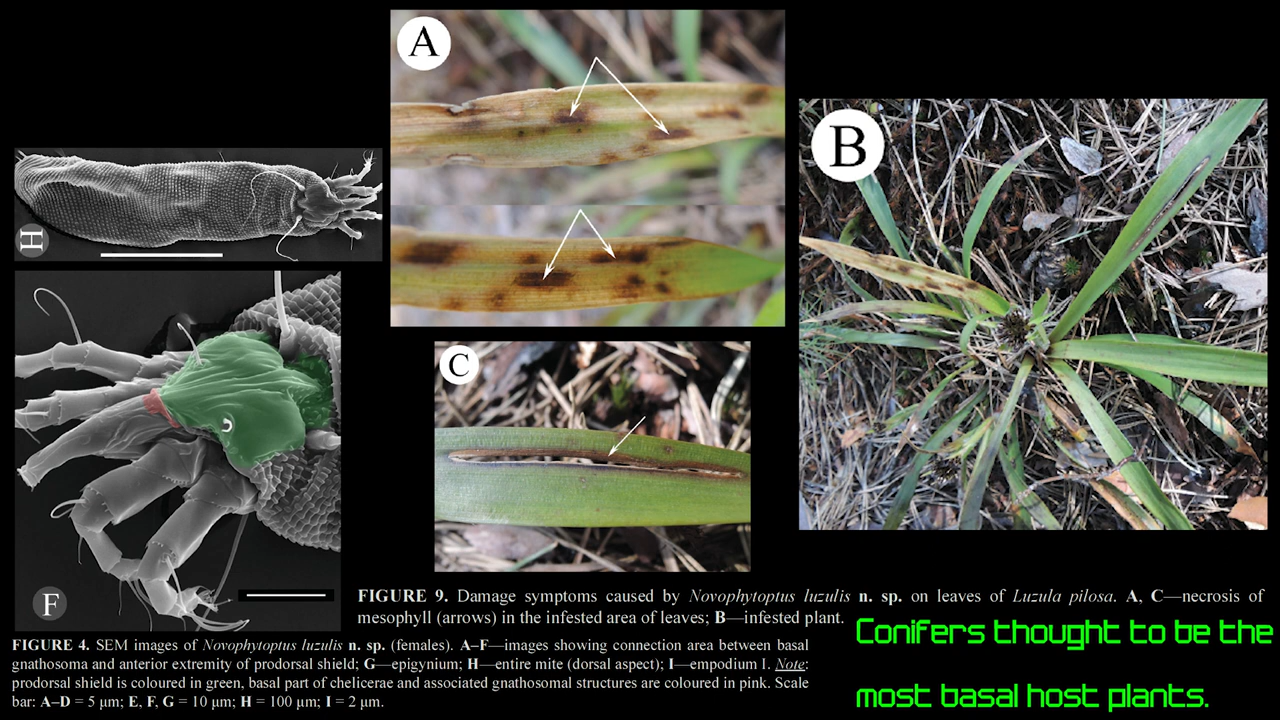 A
B
H
C
F
FIGURE 9. Damage symptoms caused by Novophytoptus luzulis n. sp. on leaves of Luzula pilosa. A, C—necrosis of
mesophyll (arrows) in the infested area of leaves; B—infested plant.
FIGURE 4. SEM images of Novophytoptus luzulis n. sp. (females). A–F—images showing connection area between basal
gnathosoma and anterior extremity of prodorsal shield; G—epigynium; H—entire mite (dorsal aspect); I—empodium I. Note:
prodorsal shield is coloured in green, basal part of chelicerae and associated gnathosomal structures are coloured in pink. Scale
bar: A–D = 5 μm; E, F, G = 10 μm; H = 100 μm; I = 2 μm.
Conifers thought to be the
most basal host plants.